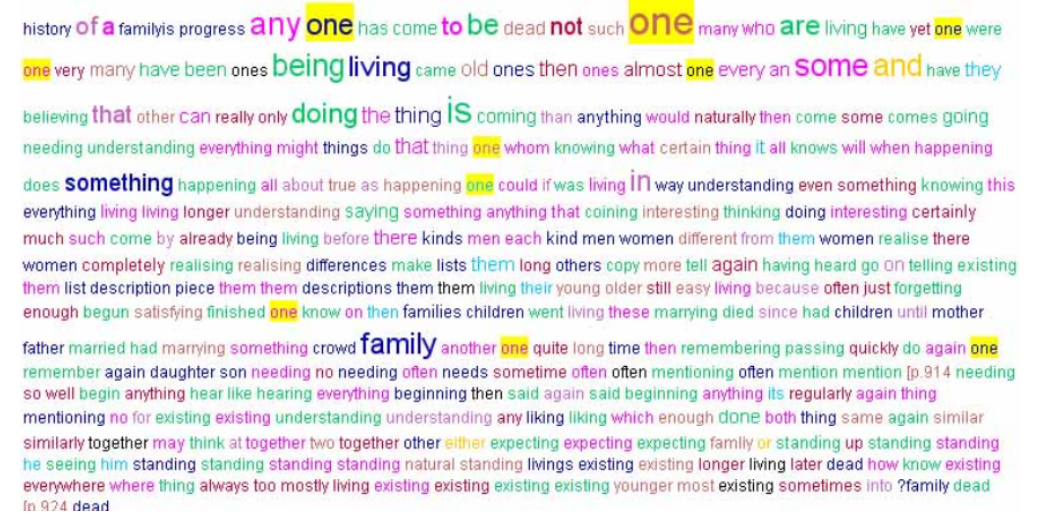 history of a familyis progress any one has come to be dead not such one many who are living have yet one were
one very many have been ones being living came old ones then ones almost one every an some and have they
believing that other can really only doing the thing is coming than anything would naturally then come some comes going
needing understanding everything might things do that thing one whom knowing what certain thing it all knows will when happening
does something happening all about true as happening one could if was living in way understanding even something knowing this
everything living living longer understanding saying something anything that coining interesting thinking doing interesting certainly
much such come by already being living before there kinds men each kind men women different from them women realise there
women completely realising realising differences make lists them long others copy more tell again having heard go on telling existing
them list description piece them them descriptions them them living their young older still easy living because often just forgetting
enough begun satisfying finished one know on then families children went living these marrying died since had children until mother
father married had marrying something crowd family another one quite long time then remembering passing quickly do again one
remember again daughter son needing no needing often needs sometime often often mentioning often mention mention [p.914 needing
so well begin anything hear like hearing everything beginning then said again said beginning anything its regularly again thing
mentioning no for existing existing understanding understanding any liking liking which enough done both thing same again similar
similarly together may think at together two together other either expecting expecting expecting family or standing up standing standing
he seeing him standing standing standing standing natural standing livings existing existing longer living later dead how know existing
everywhere where thing always too mostly living existing existing existing existing younger most existing sometimes into ?family dead
[p.924 dead